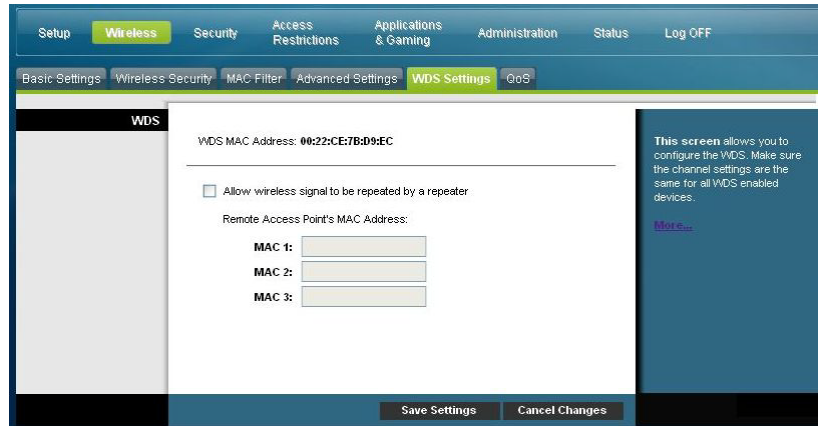 Setup Wireless Security Access Restrictions Applications & Gaming Administration Status Log OFF
Basic Settings Wireless Security MAC Filter Advanced Settings WDS Settings QoS
WDS
WDS MAC Address: 00:22:CE:7B:D9:EC
Allow wireless signal to be repeated by a repeater
Remote Access Point's MAC Address:
MAC 1:
MAC 2:
MAC 3:
This screen allows you to
configure the WDS. Make sure
the channel settings are the
same for all WDS enabled
devices.
More...
Save Settings Cancel Changes